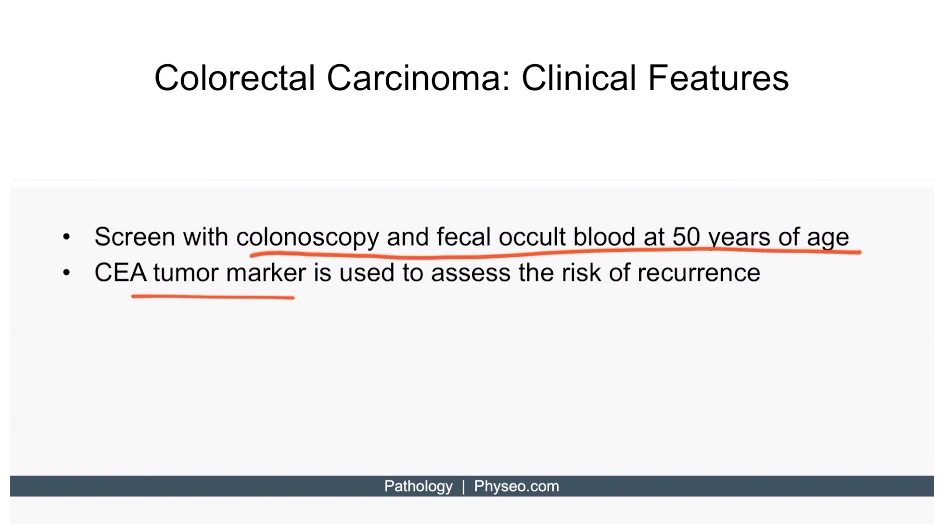 Colorectal Carcinoma: Clinical Features
• Screen with colonoscopy and fecal occult blood at 50 years of age
• CEA tumor marker is used to assess the risk of recurrence
Pathology | Physeo.com